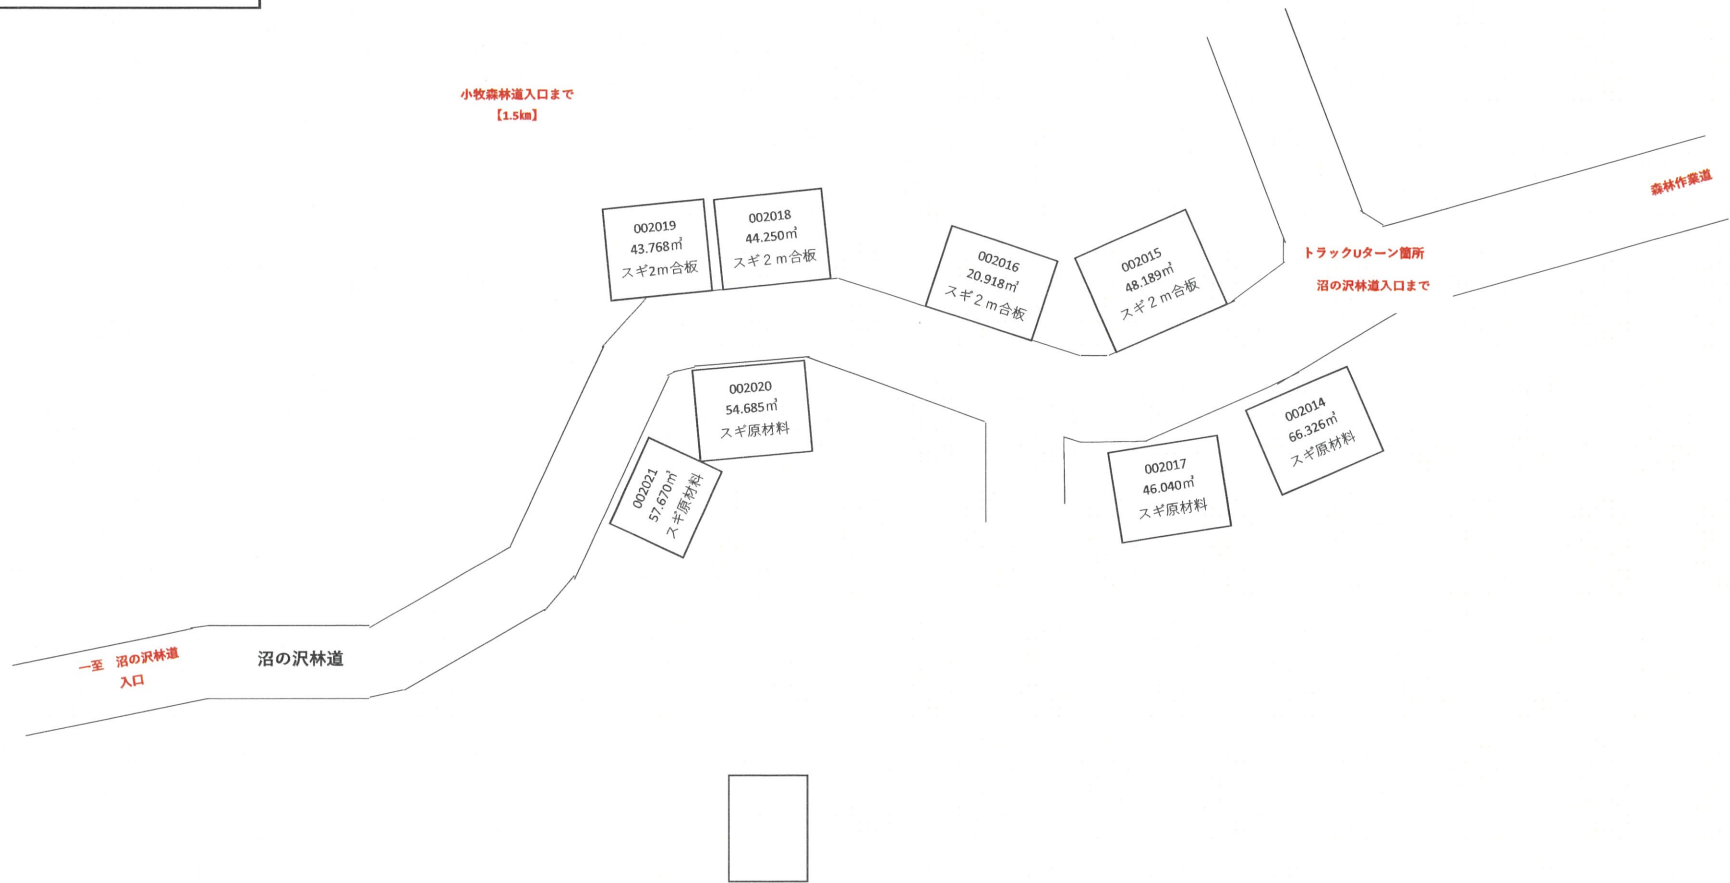 小牧森林道入口まで
【1.5㎞】
002019
43.768㎥
スギ2m合板
002018
44.250㎥
スギ２ｍ合板
002016
20.918㎥
スギ２ｍ合板
002015
48.189㎥
スギ２ｍ合板
森林作業道
トラックUターン箇所
沼の沢林道入口まで
002020
54.685㎥
スギ原材料
002014
66.326㎥
スギ原材料
002021
57.670㎥
スギ原材料
002017
46.040㎥
スギ原材料
―至　沼の沢林道
入口
沼の沢林道